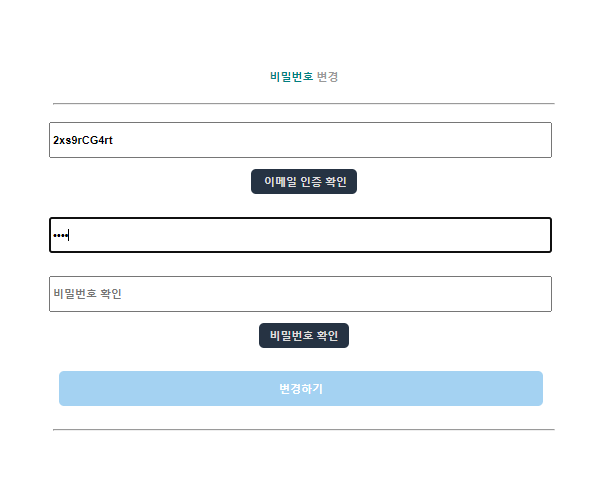 비밀번호 변경
2xs9rCG4rt
이메일 인증 확인
••••
비밀번호 확인
비밀번호 확인
변경하기